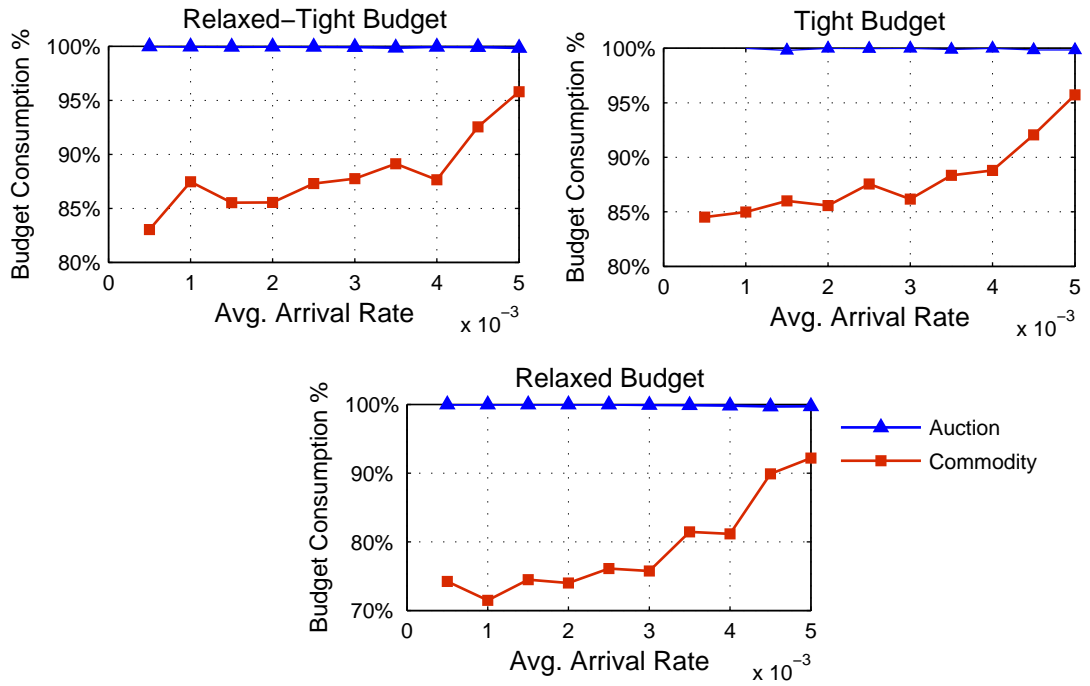 Relaxed−Tight Budget
Budget Consumption %
100%
95%
90%
85%
80%
0 1 2 3 4 5
Avg. Arrival Rate
x 10−3
Tight Budget
Budget Consumption %
100%
95%
90%
85%
80%
0 1 2 3 4 5
Avg. Arrival Rate
x 10−3
Relaxed Budget
Budget Consumption %
100%
90%
80%
70%
0 1 2 3 4 5
Avg. Arrival Rate
x 10−3
Auction
Commodity